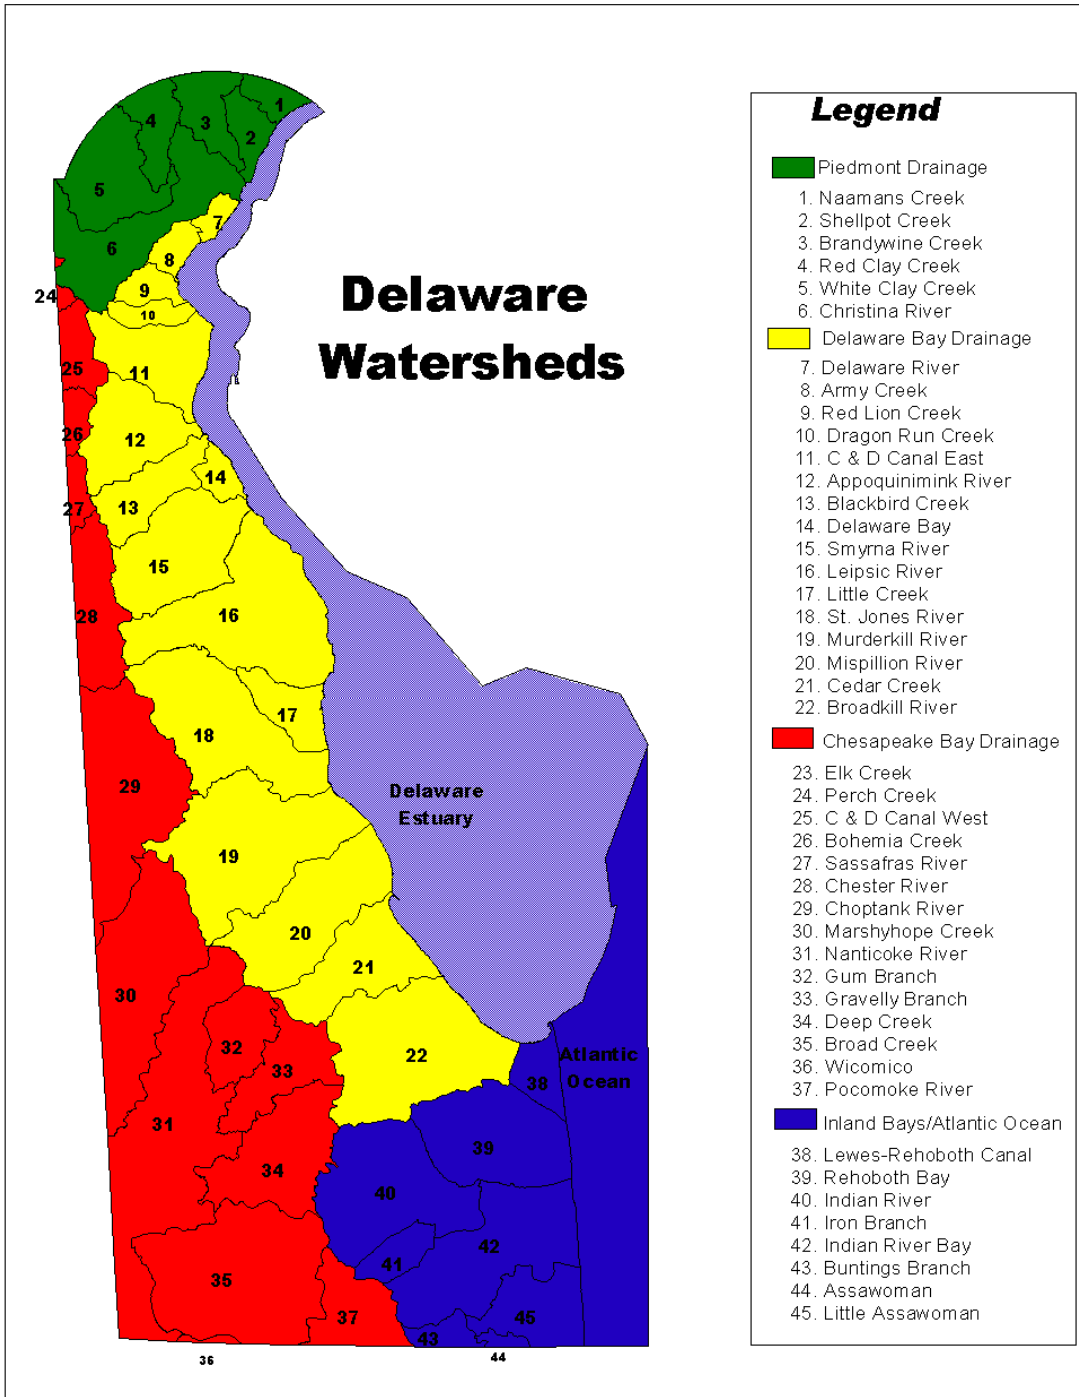 Legend
Piedmont Drainage
1. Naamans Creek
2. Shellpot Creek
3. Brandywine Creek
4. Red Clay Creek
5. White Clay Creek
6. Christina River
Delaware Bay Drainage
7. Delaware River
8. Army Creek
9. Red Lion Creek
10. Dragon Run Creek
11. C & D Canal East
12. Appoquinimink River
13. Blackbird Creek
14. Delaware Bay
15. Smyrna River
16. Leipsic River
17. Little Creek
18. St. Jones River
19. Murderkill River
20. Mispillion River
21. Cedar Creek
22. Broadkill River
Chesapeake Bay Drainage
23. Elk Creek
24. Perch Creek
25. C & D Canal West
26. Bohemia Creek
27. Sassafras River
28. Chester River
29. Choptank River
30. Marshyhope Creek
31. Nanticoke River
32. Gum Branch
33. Gravelly Branch
34. Deep Creek
35. Broad Creek
36. Wicomico
37. Pocomoke River
Inland Bays/Atlantic Ocean
38. Lewes-Rehoboth Canal
39. Rehoboth Bay
40. Indian River
41. Iron Branch
42. Indian River Bay
43. Buntings Branch
44. Assawoman
45. Little Assawoman
Delaware
Watersheds
Delaware
Estuary
Atlantic
Ocean
1
2
3
4
5
6
7
8
9
10
11
12
13
14
15
16
17
18
19
20
21
22
24
25
26
27
28
29
30
31
32
33
34
35
36
37
38
39
40
41
42
43
44
45